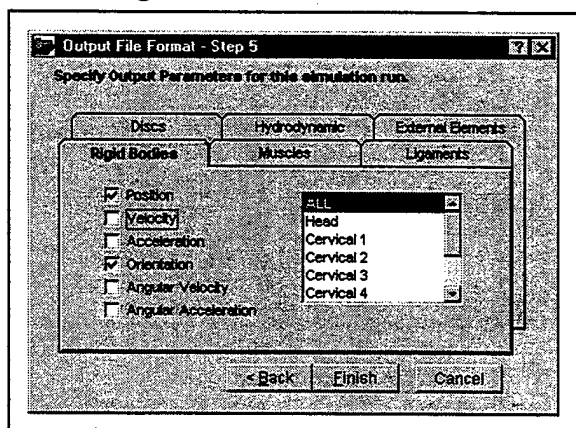 Output File Format - Step 5
Specify Output Parameters for this simulation run.
Discs Hydrodynamic External Elements
Rigid Bodies Muscles Ligaments
Position
Velocity
Acceleration
Orientation
Angular Velocity
Angular Acceleration
ALL
Head
Cervical 1
Cervical 2
Cervical 3
Cervical 4
< Back Finish Cancel